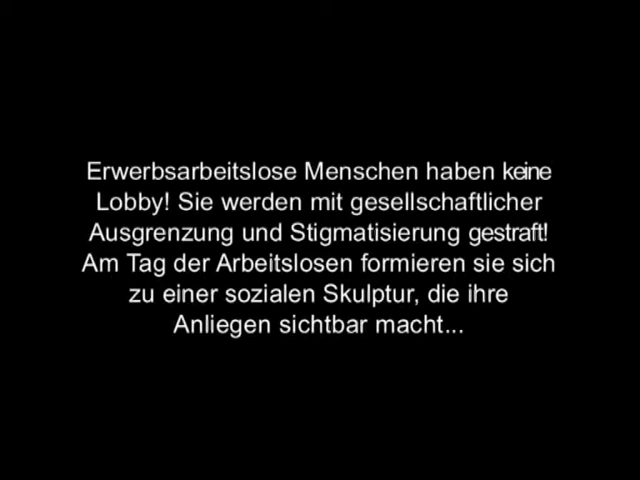 Erwerbsarbeitslose Menschen haben keine
Lobby! Sie werden mit gesellschaftlicher
Ausgrenzung und Stigmatisierung gestraft!
Am Tag der Arbeitslosen formieren sie sich
zu einer sozialen Skulptur, die ihre
Anliegen sichtbar macht...